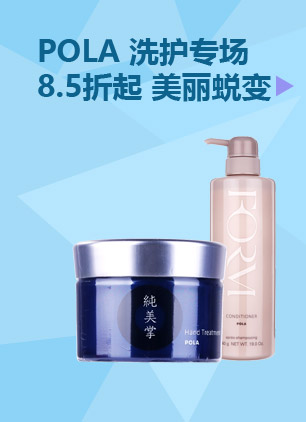 POLA 洗护专场
8.5折起 美丽蜕变
純美掌
Hand Treatment
POLA
FORM
CONDITIONER
POLA